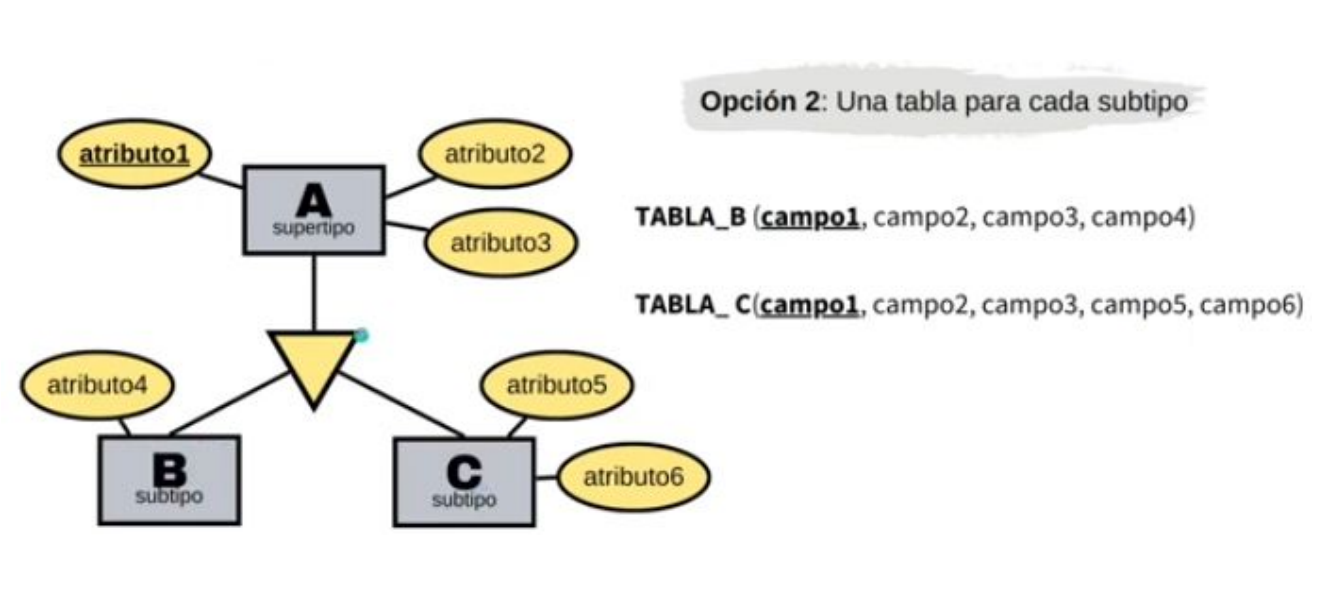 Opción 2: Una tabla para cada subtipo
atributo1
atributo2
A
supertipo
atributo3
TABLA_B (campo1, campo2, campo3, campo4)
TABLA_ C(campo1, campo2, campo3, campo5, campo6)
atributo4
atributo5
B
subtipo
C
subtipo
atributo6